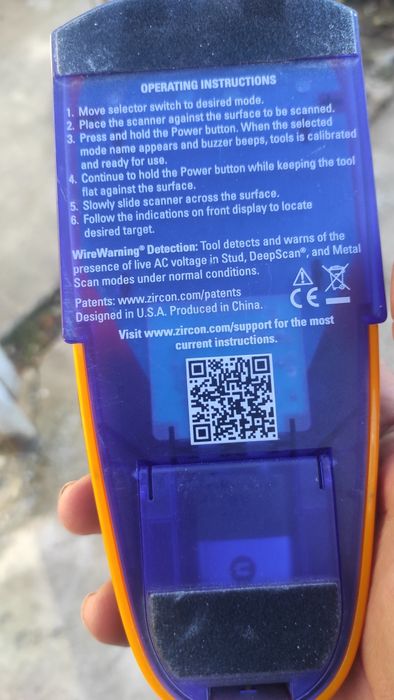 OPERATING INSTRUCTIONS
1. Move selector switch to desired mode.
2. Place the scanner against the surface to be scanned.
3. Press and hold the Power button. When the selected
mode name appears and buzzer beeps, tools is calibrated
and ready for use.
4. Continue to hold the Power button while keeping the tool
flat against the surface.
5. Slowly slide scanner across the surface.
6. Follow the indications on front display to locate
desired target.
WireWarning® Detection: Tool detects and warns of the
presence of live AC voltage in Stud, DeepScan®, and Metal
Scan modes under normal conditions.
Patents: www.zircon.com/patents
Designed in U.S.A. Produced in China.
CE
Visit www.zircon.com/support for the most
current instructions.